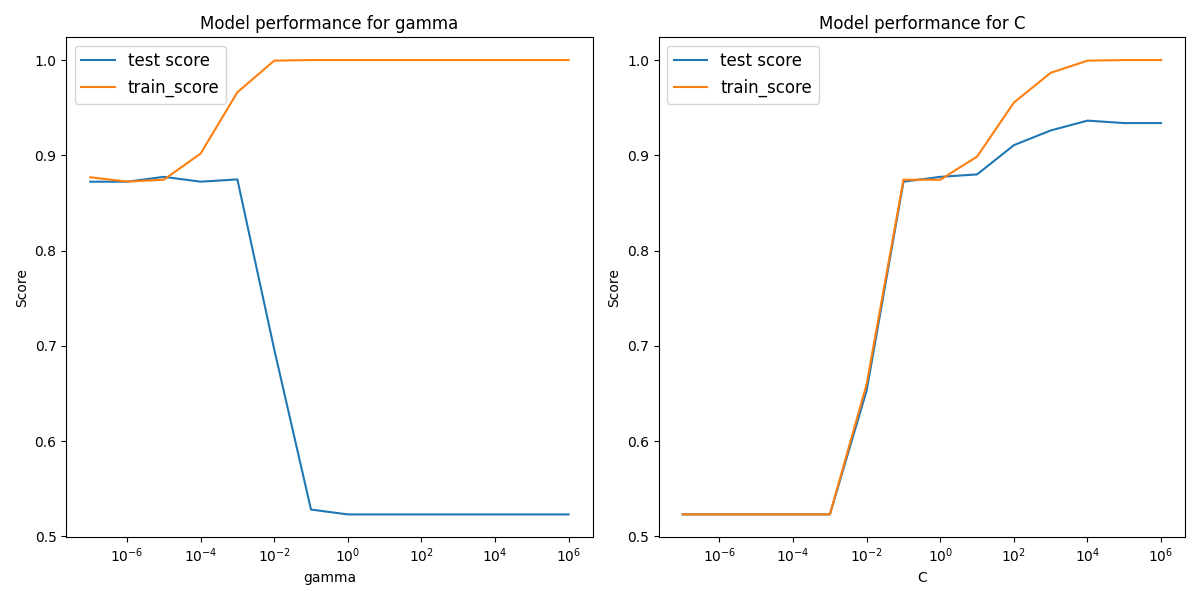 Model performance for gamma
test score
train_score
1.0
0.9
0.8
0.7
0.6
0.5
Score
10⁻⁶
10⁻⁴
10⁻²
10⁰
10²
10⁴
10⁶
gamma
Model performance for C
test score
train_score
1.0
0.9
0.8
0.7
0.6
0.5
Score
10⁻⁶
10⁻⁴
10⁻²
10⁰
10²
10⁴
10⁶
C